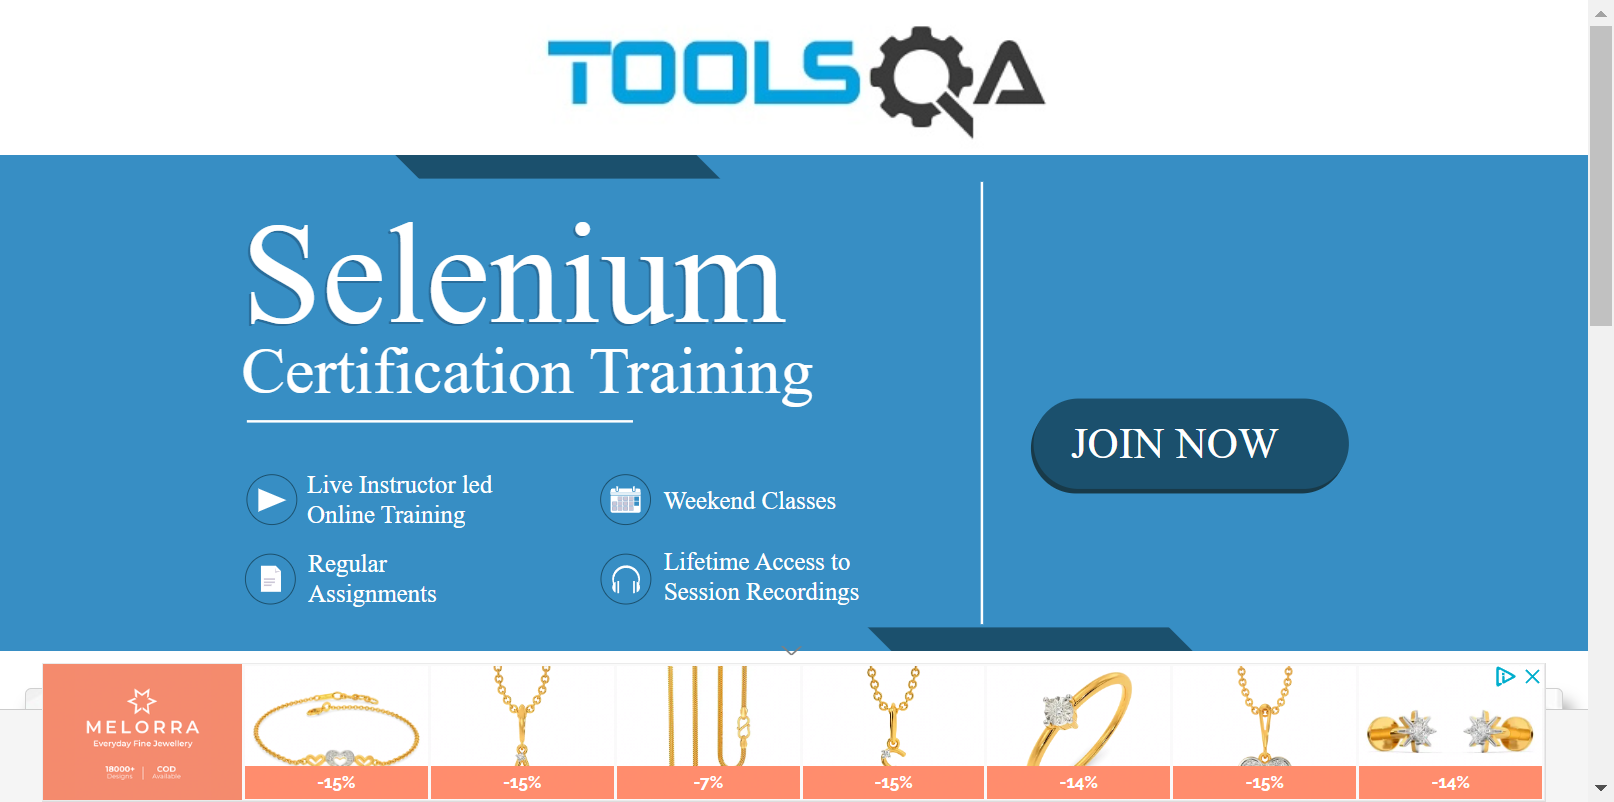 TOOLSQA
Selenium
Certification Training
Live Instructor led
Online Training
Weekend Classes
Regular
Assignments
Lifetime Access to
Session Recordings
JOIN NOW
MELORRA
Everyday Fine Jewellery
18000+
Designs
COD
Available
-15%
-15%
-7%
-15%
-14%
-15%
-14%